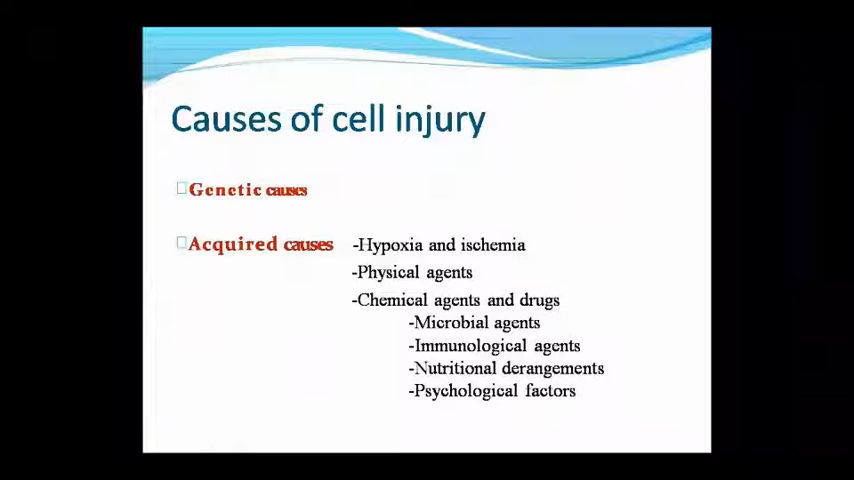 Causes of cell injury
Genetic causes
Acquired causes -Hypoxia and ischemia
-Physical agents
-Chemical agents and drugs
-Microbial agents
-Immunological agents
-Nutritional derangements
-Psychological factors